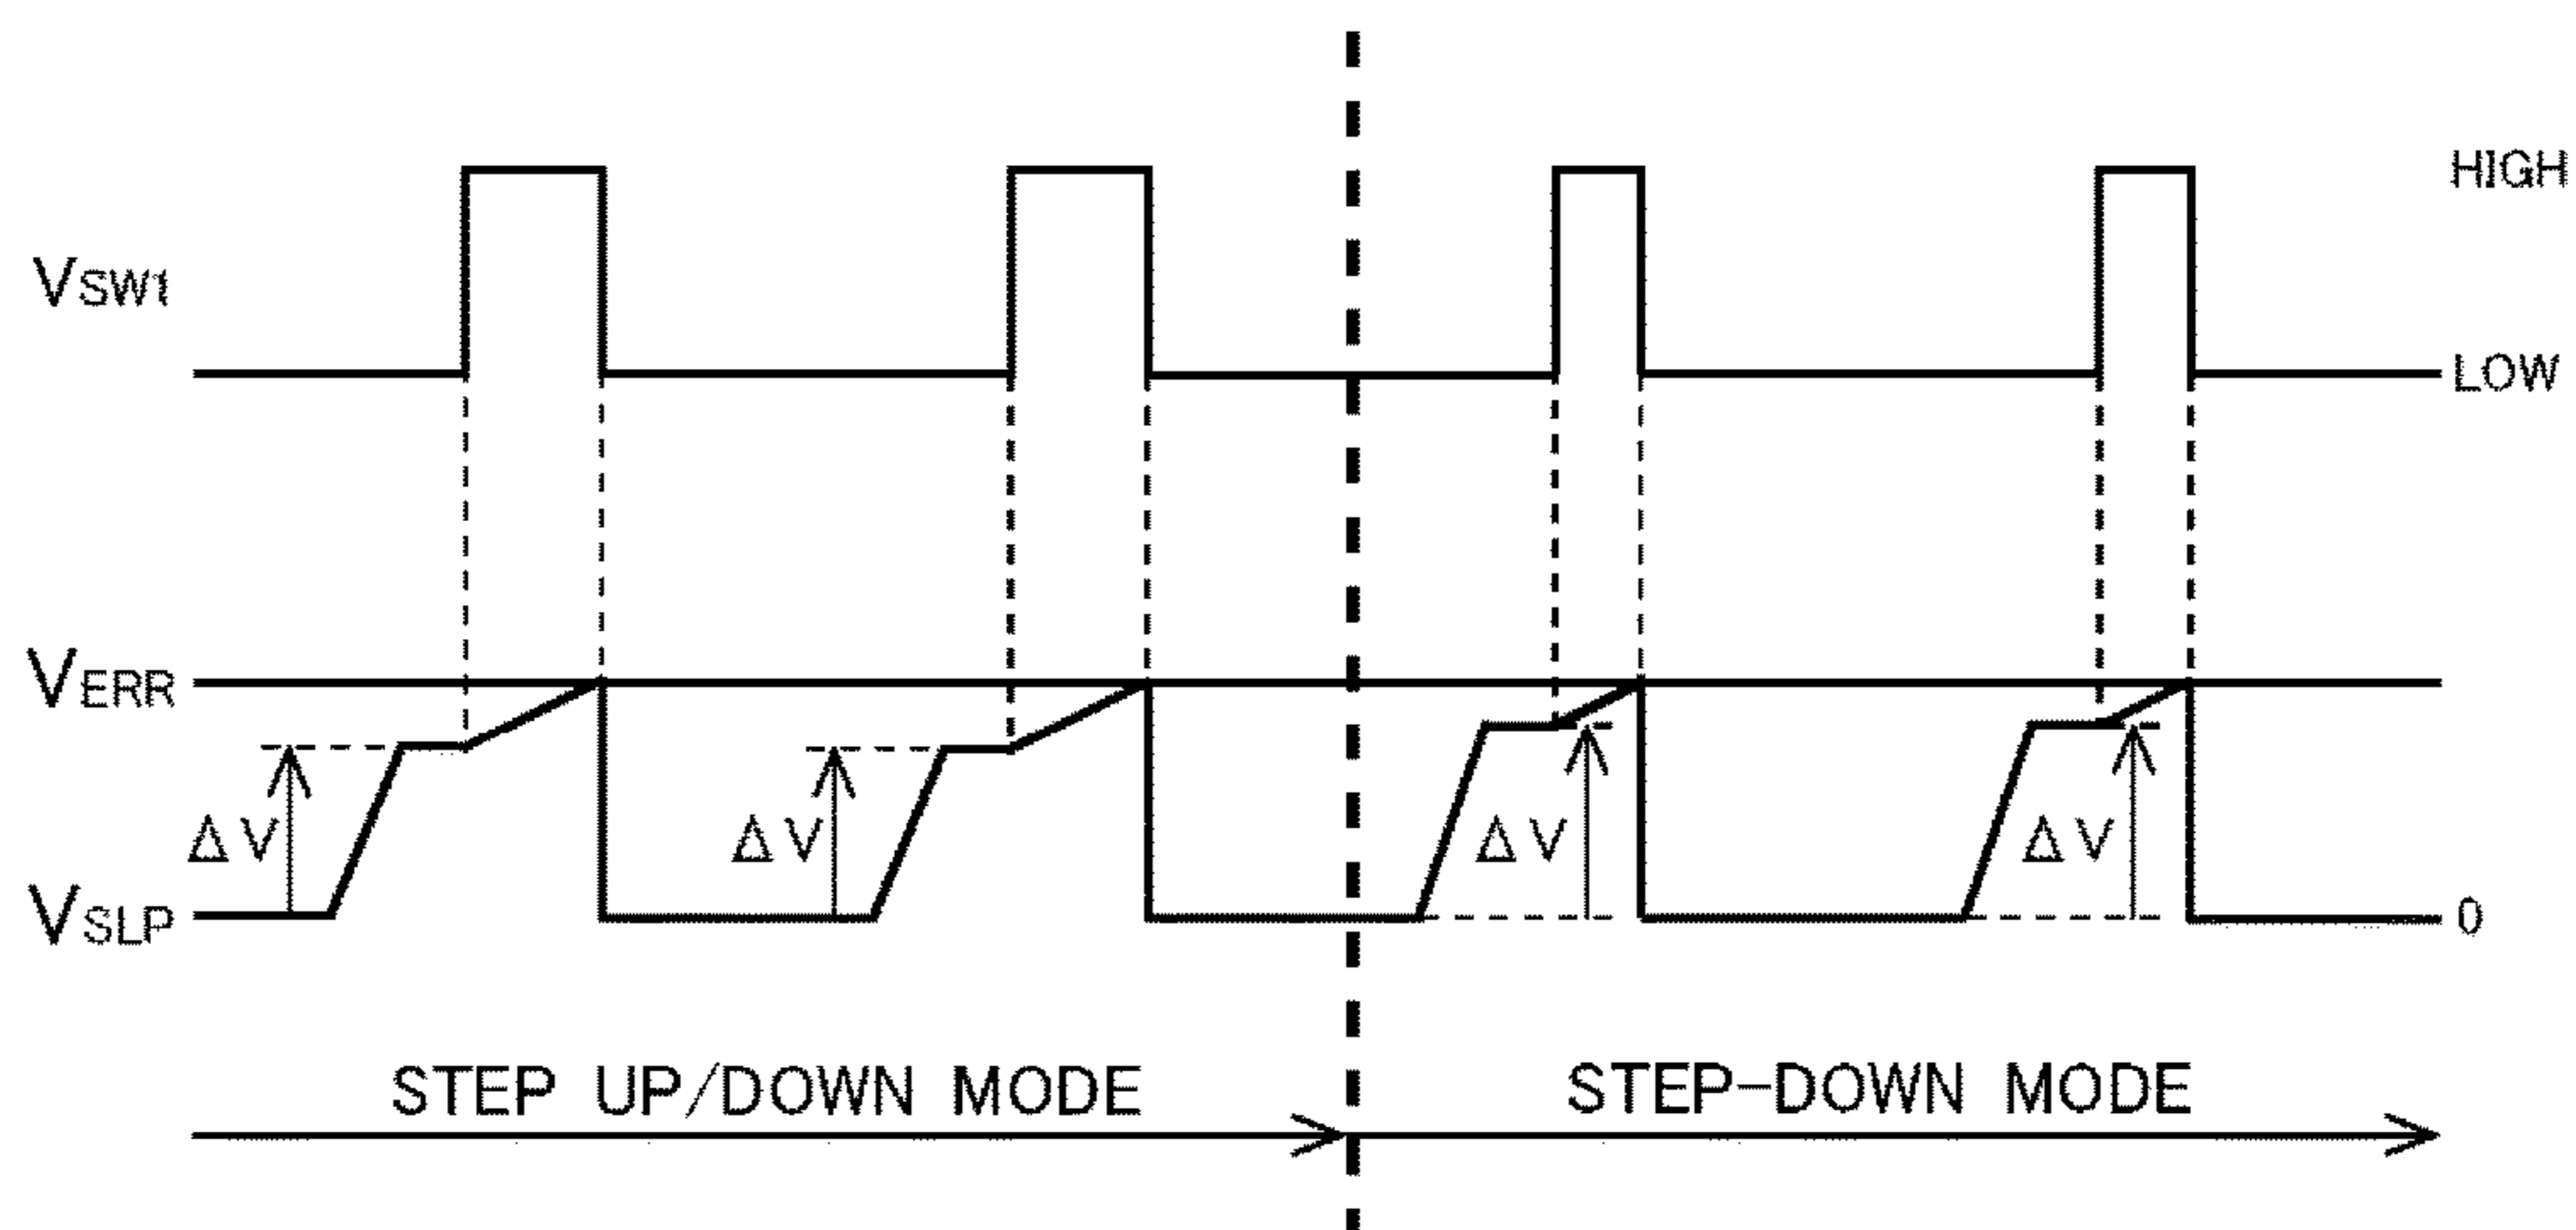 HIGH
VSW1
LOW
VERR
ΔV ΔV ΔV ΔV
VSLP
0
STEP UP/DOWN MODE
STEP-DOWN MODE